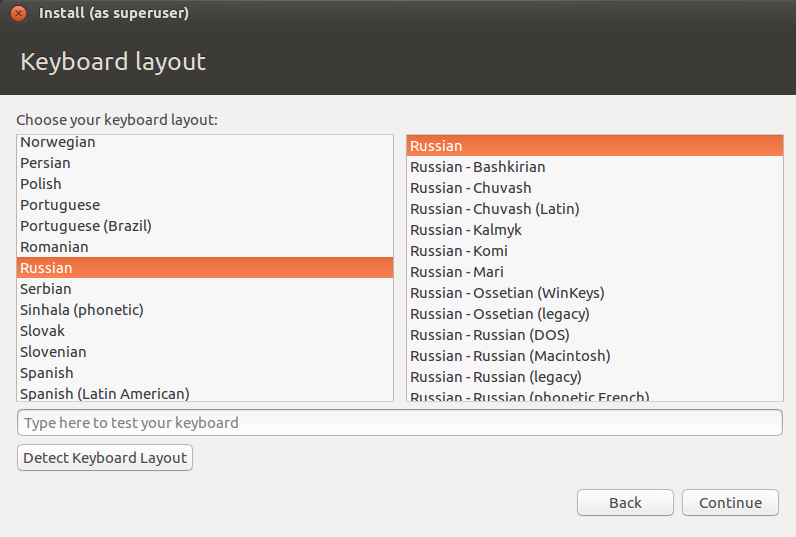 Install (as superuser)
Keyboard layout
Choose your keyboard layout:
Norwegian
Persian
Polish
Portuguese
Portuguese (Brazil)
Romanian
Russian
Serbian
Sinhala (phonetic)
Slovak
Slovenian
Spanish
Spanish (Latin American)
Russian
Russian - Bashkirian
Russian - Chuvash
Russian - Chuvash (Latin)
Russian - Kalmyk
Russian - Komi
Russian - Mari
Russian - Ossetian (WinKeys)
Russian - Ossetian (legacy)
Russian - Russian (DOS)
Russian - Russian (Macintosh)
Russian - Russian (legacy)
Russian - Russian (phonetic French)
Type here to test your keyboard
Detect Keyboard Layout
Back
Continue